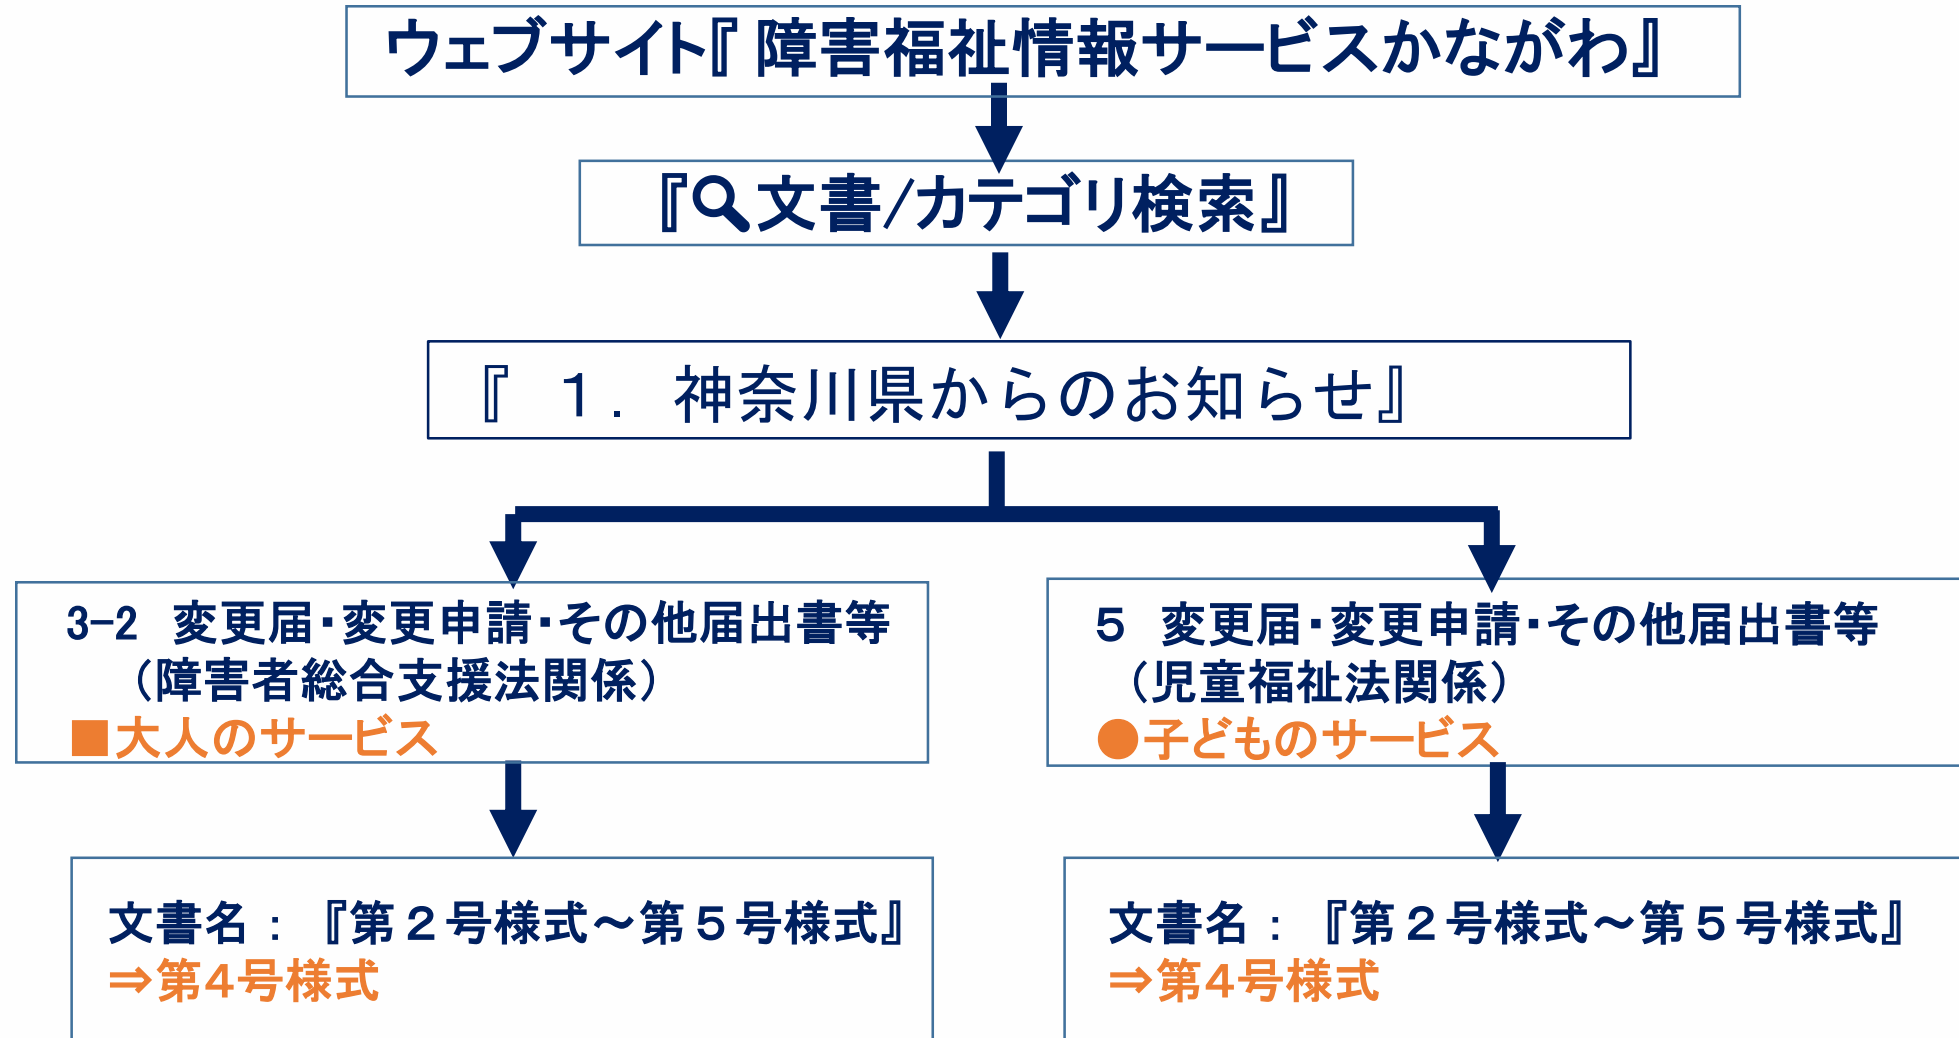 ウェブサイト『障害福祉情報サービスかながわ』
『🔍文書/カテゴリ検索』
『　１．　神奈川県からのお知らせ』
3-2　変更届・変更申請・その他届出書等
（障害者総合支援法関係）
■大人のサービス
５　変更届・変更申請・その他届出書等
（児童福祉法関係）
●子どものサービス
文書名：『第２号様式～第５号様式』
⇒第4号様式
文書名：『第２号様式～第５号様式』
⇒第4号様式